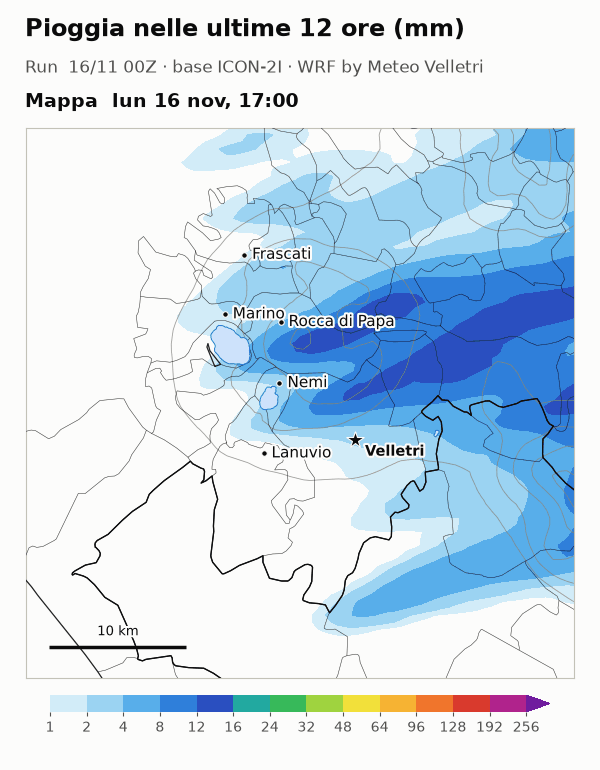 Pioggia nelle ultime 12 ore (mm)
Run  16/11 00Z · base ICON-2I · WRF by Meteo Velletri
Mappa  lun 16 nov, 17:00
Frascati
Marino
Rocca di Papa
Nemi
Velletri
Lanuvio
10 km
1 2 4 8 12 16 24 32 48 64 96 128 192 256